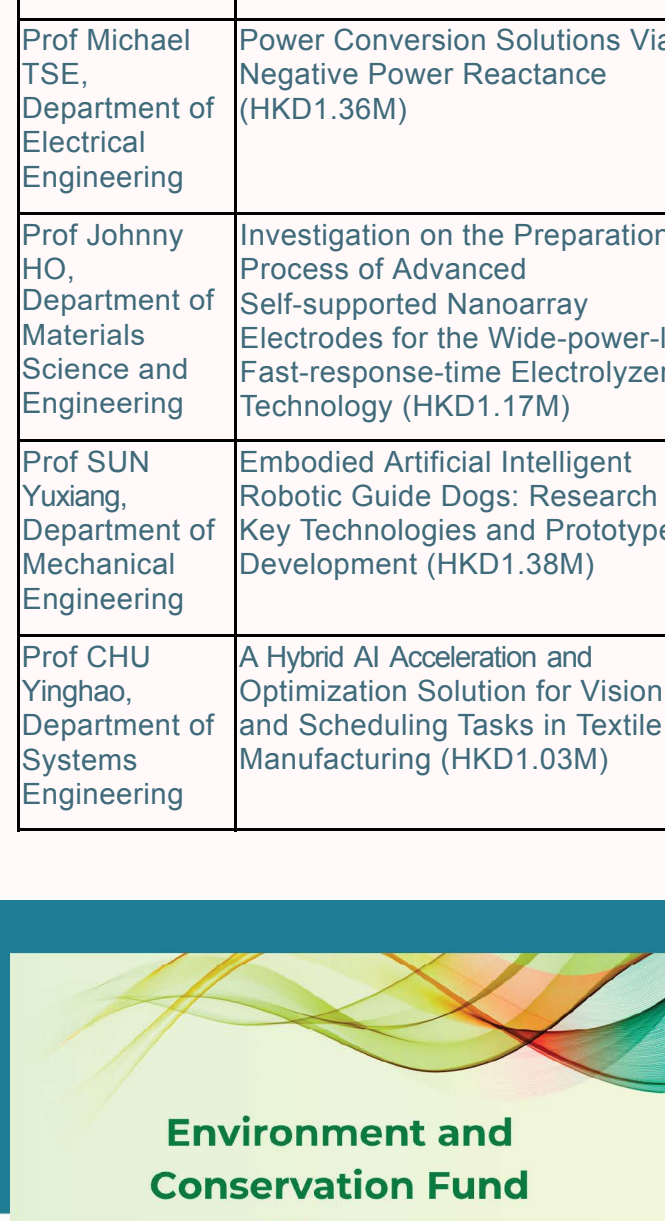 Prof Michael
TSE,
Department of
Electrical
Engineering
Power Conversion Solutions Via
Negative Power Reactance
(HKD1.36M)
Prof Johnny
HO,
Department of
Materials
Science and
Engineering
Investigation on the Preparation
Process of Advanced
Self-supported Nanoarray
Electrodes for the Wide-power-
Fast-response-time Electrolyzer
Technology (HKD1.17M)
Prof SUN
Yuxiang,
Department of
Mechanical
Engineering
Embodied Artificial Intelligent
Robotic Guide Dogs: Research
Key Technologies and Prototype
Development (HKD1.38M)
Prof CHU
Yinghao,
Department of
Systems
Engineering
A Hybrid AI Acceleration and
Optimization Solution for Vision
and Scheduling Tasks in Textile
Manufacturing (HKD1.03M)
Environment and
Conservation Fund